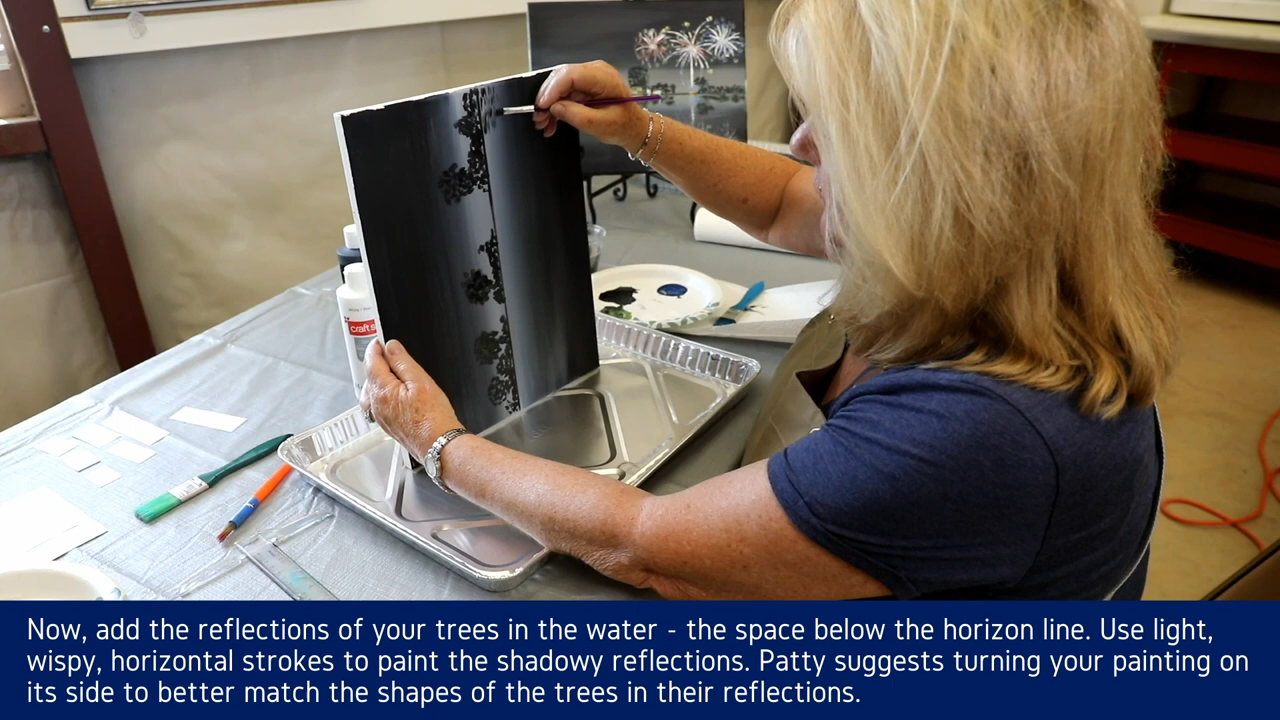 craft s
Now, add the reflections of your trees in the water - the space below the horizon line. Use light,
wispy, horizontal strokes to paint the shadowy reflections. Patty suggests turning your painting on
its side to better match the shapes of the trees in their reflections.